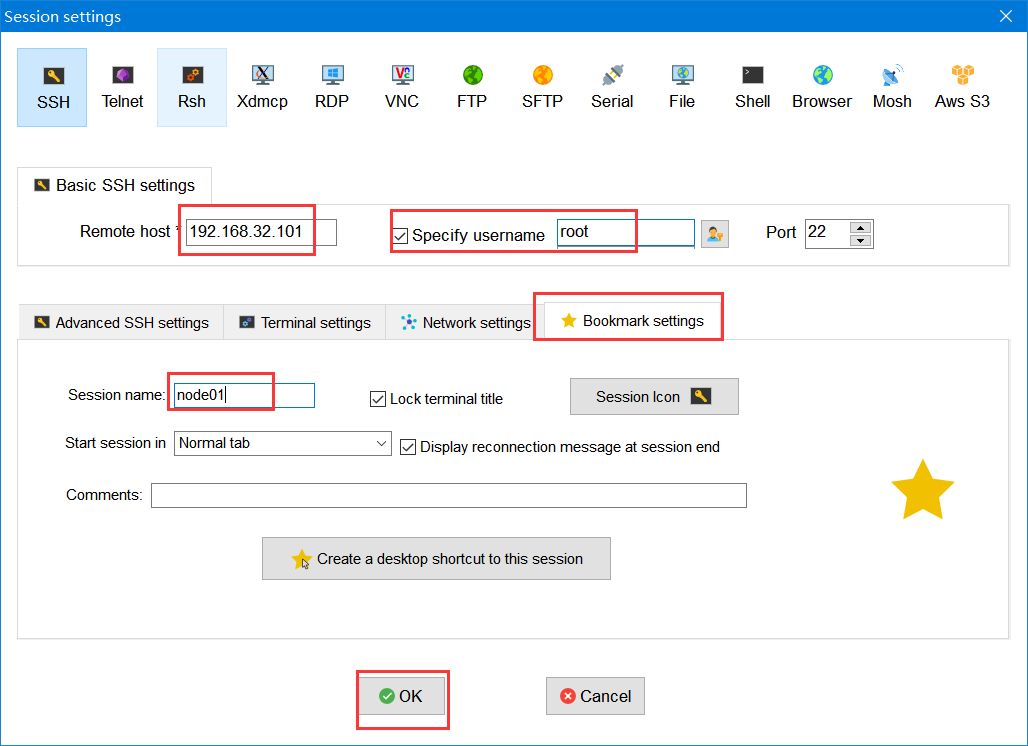 Session settings
SSH Telnet Rsh Xdmcp RDP VNC FTP SFTP Serial File Shell Browser Mosh Aws S3
Basic SSH settings
Remote host * 192.168.32.101 Specify username root Port 22
Advanced SSH settings Terminal settings Network settings Bookmark settings
Session name: node01 Lock terminal title Session Icon
Start session in Normal tab Display reconnection message at session end
Comments:
Create a desktop shortcut to this session
OK Cancel